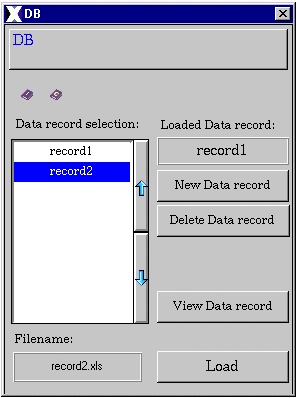 DB
DB
Data record selection:
Loaded Data record:
record1
record2
record1
New Data record
Delete Data record
View Data record
Filename:
record2.xls
Load